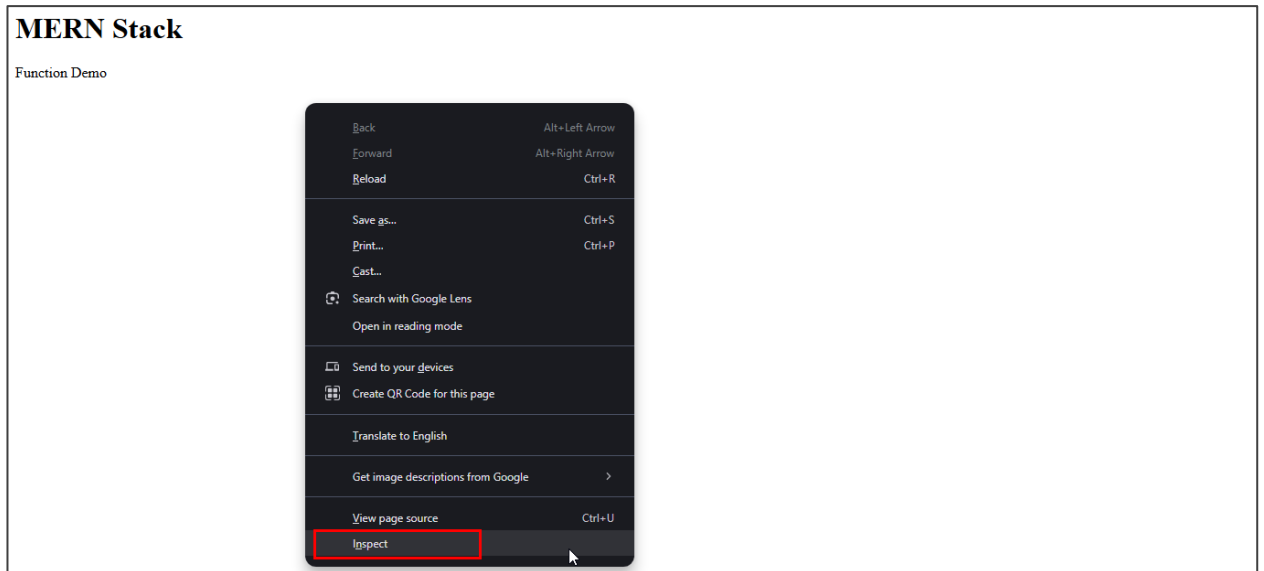 MERN Stack
Function Demo
Back Alt+Left Arrow
Forward Alt+Right Arrow
Reload Ctrl+R
Save as... Ctrl+S
Print... Ctrl+P
Cast...
Search with Google Lens
Open in reading mode
Send to your devices
Create QR Code for this page
Translate to English
Get image descriptions from Google
View page source Ctrl+U
Inspect